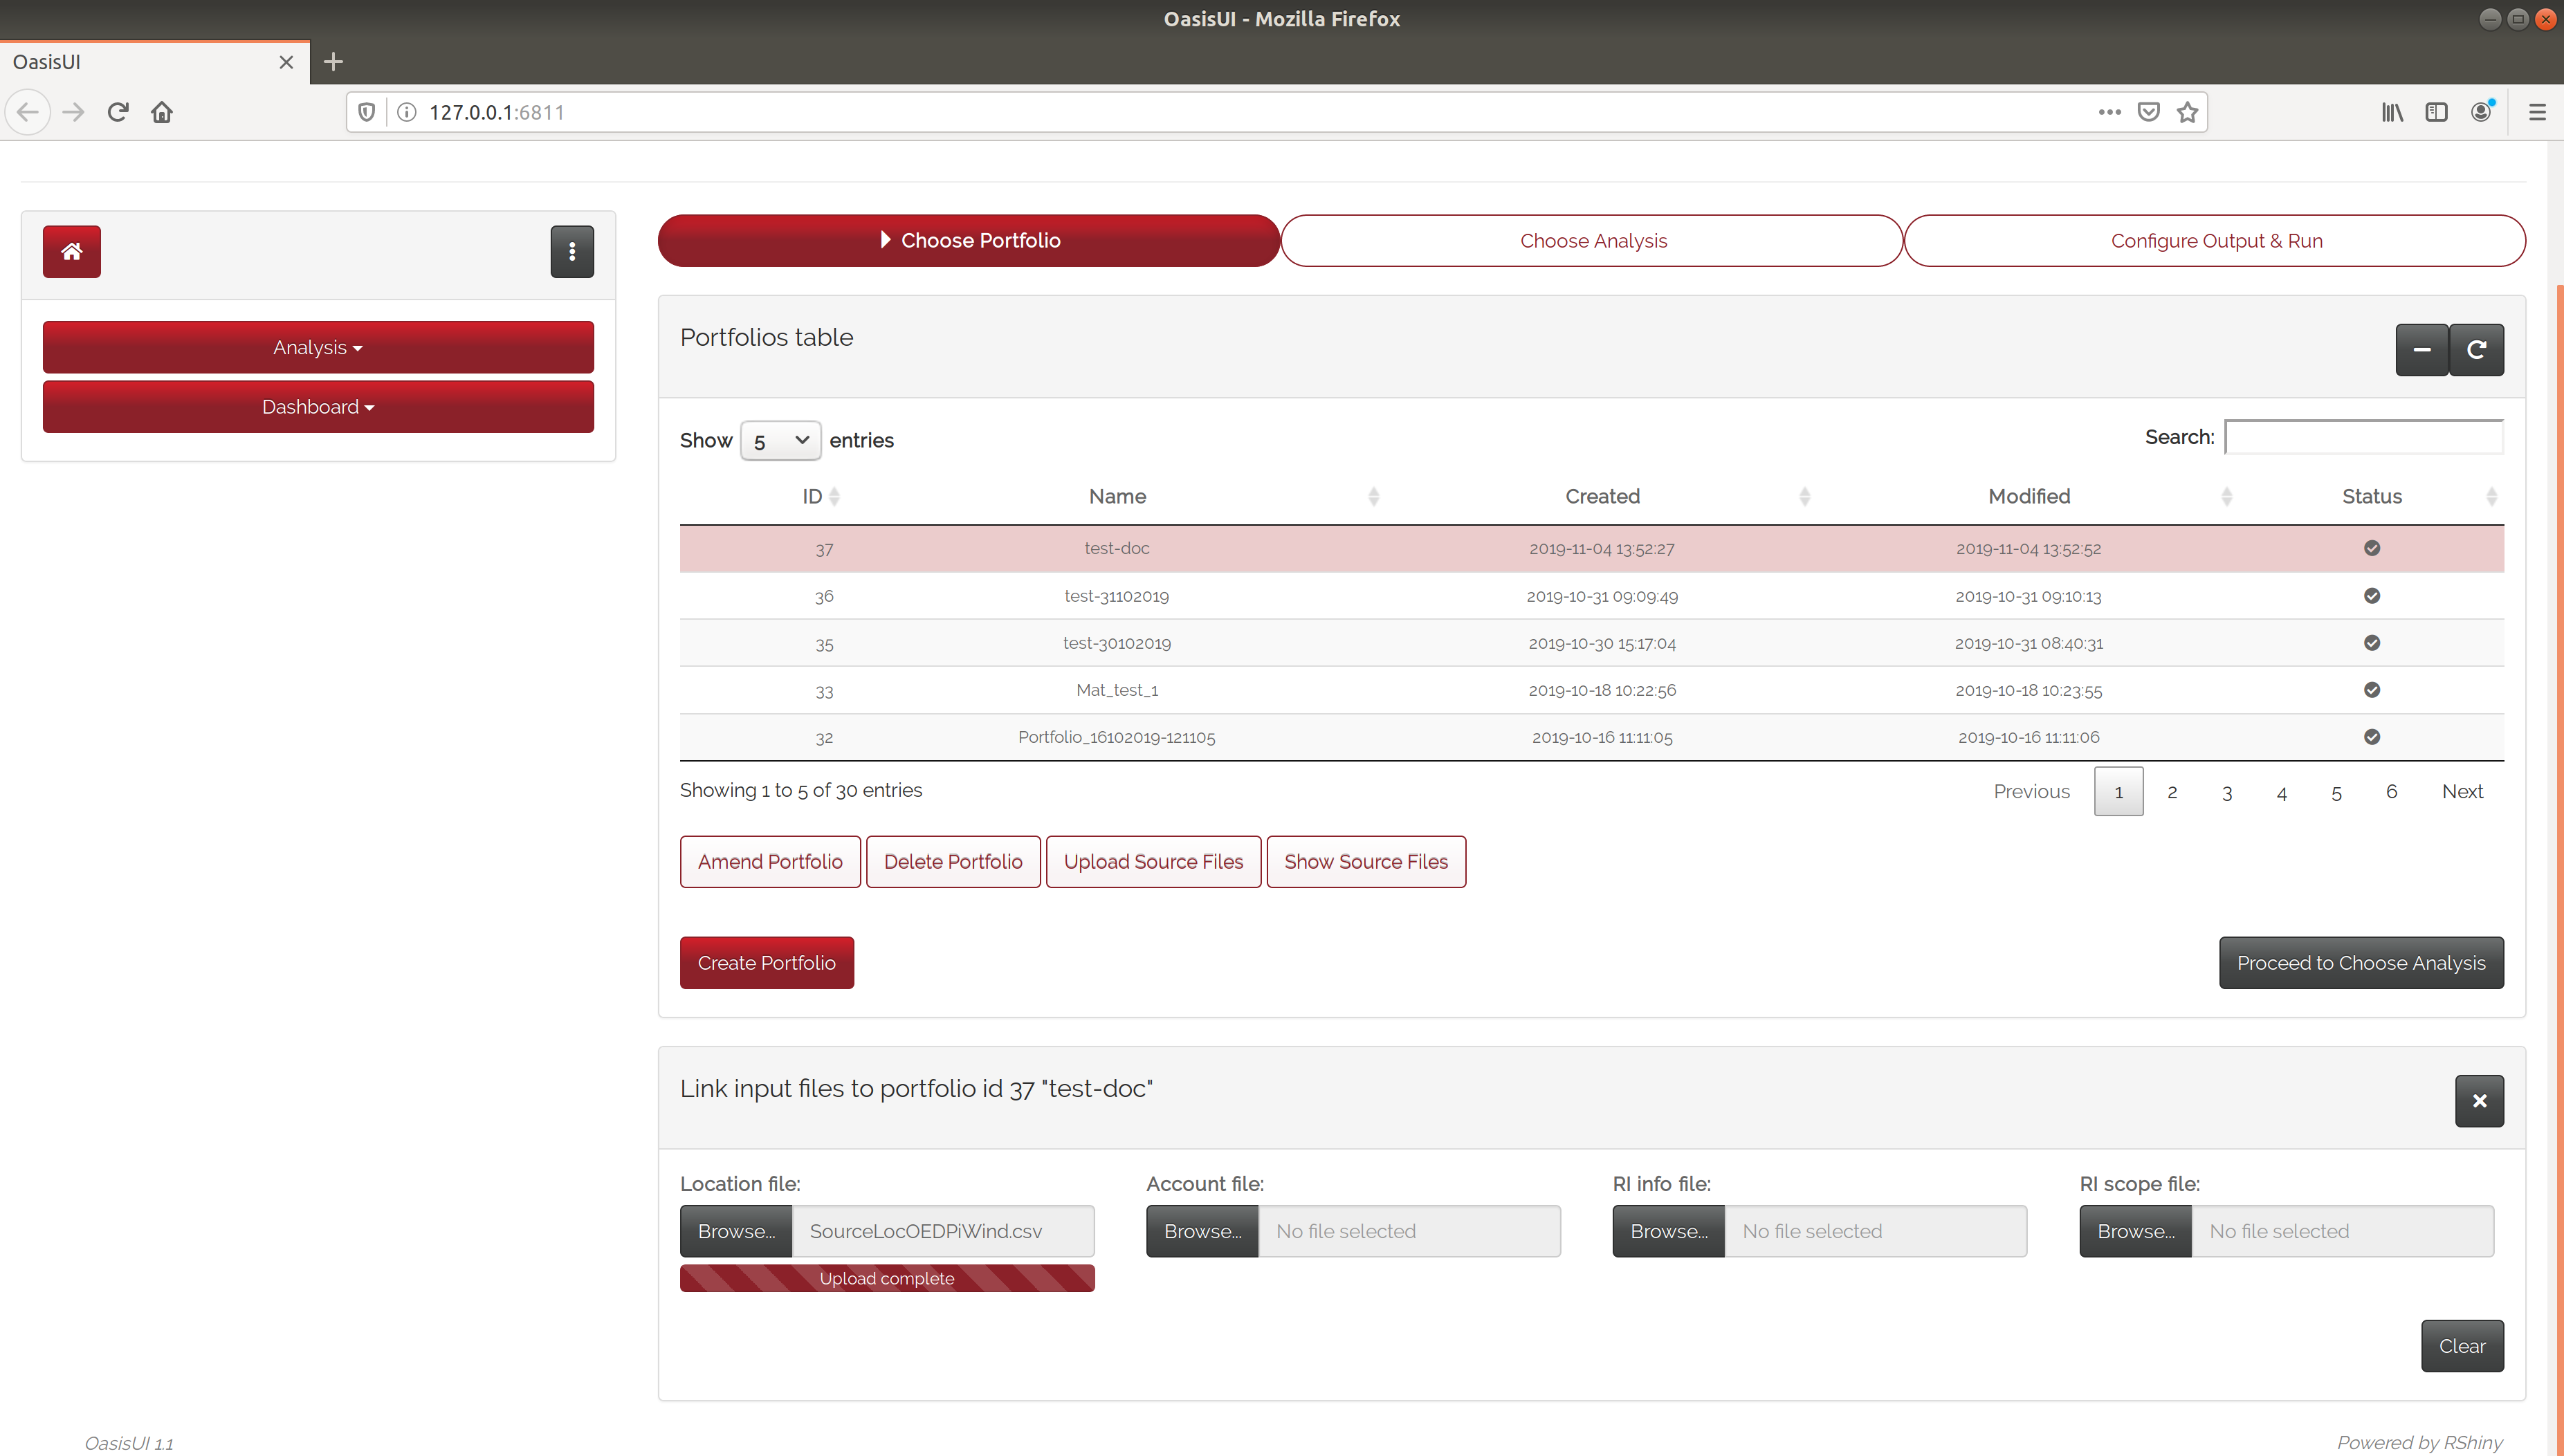 OasisUI - Mozilla Firefox
OasisUI
127.0.0.1:6811
Choose Portfolio
Choose Analysis
Configure Output & Run
Analysis
Dashboard
Portfolios table
Show 5 entries
Search:
ID Name Created Modified Status
37 test-doc 2019-11-04 13:52:27 2019-11-04 13:52:52
36 test-31102019 2019-10-31 09:09:49 2019-10-31 09:10:13
35 test-30102019 2019-10-30 15:17:04 2019-10-31 08:40:31
33 Mat_test_1 2019-10-18 10:22:56 2019-10-18 10:23:55
32 Portfolio_16102019-121105 2019-10-16 11:11:05 2019-10-16 11:11:06
Showing 1 to 5 of 30 entries
Previous 1 2 3 4 5 6 Next
Amend Portfolio Delete Portfolio Upload Source Files Show Source Files
Create Portfolio
Proceed to Choose Analysis
Link input files to portfolio id 37 "test-doc"
Location file: Account file: RI info file: RI scope file:
Browse... SourceLocOEDPiWind.csv Browse... No file selected Browse... No file selected Browse... No file selected
Upload complete
Clear
OasisUI 1.1
Powered by RShiny